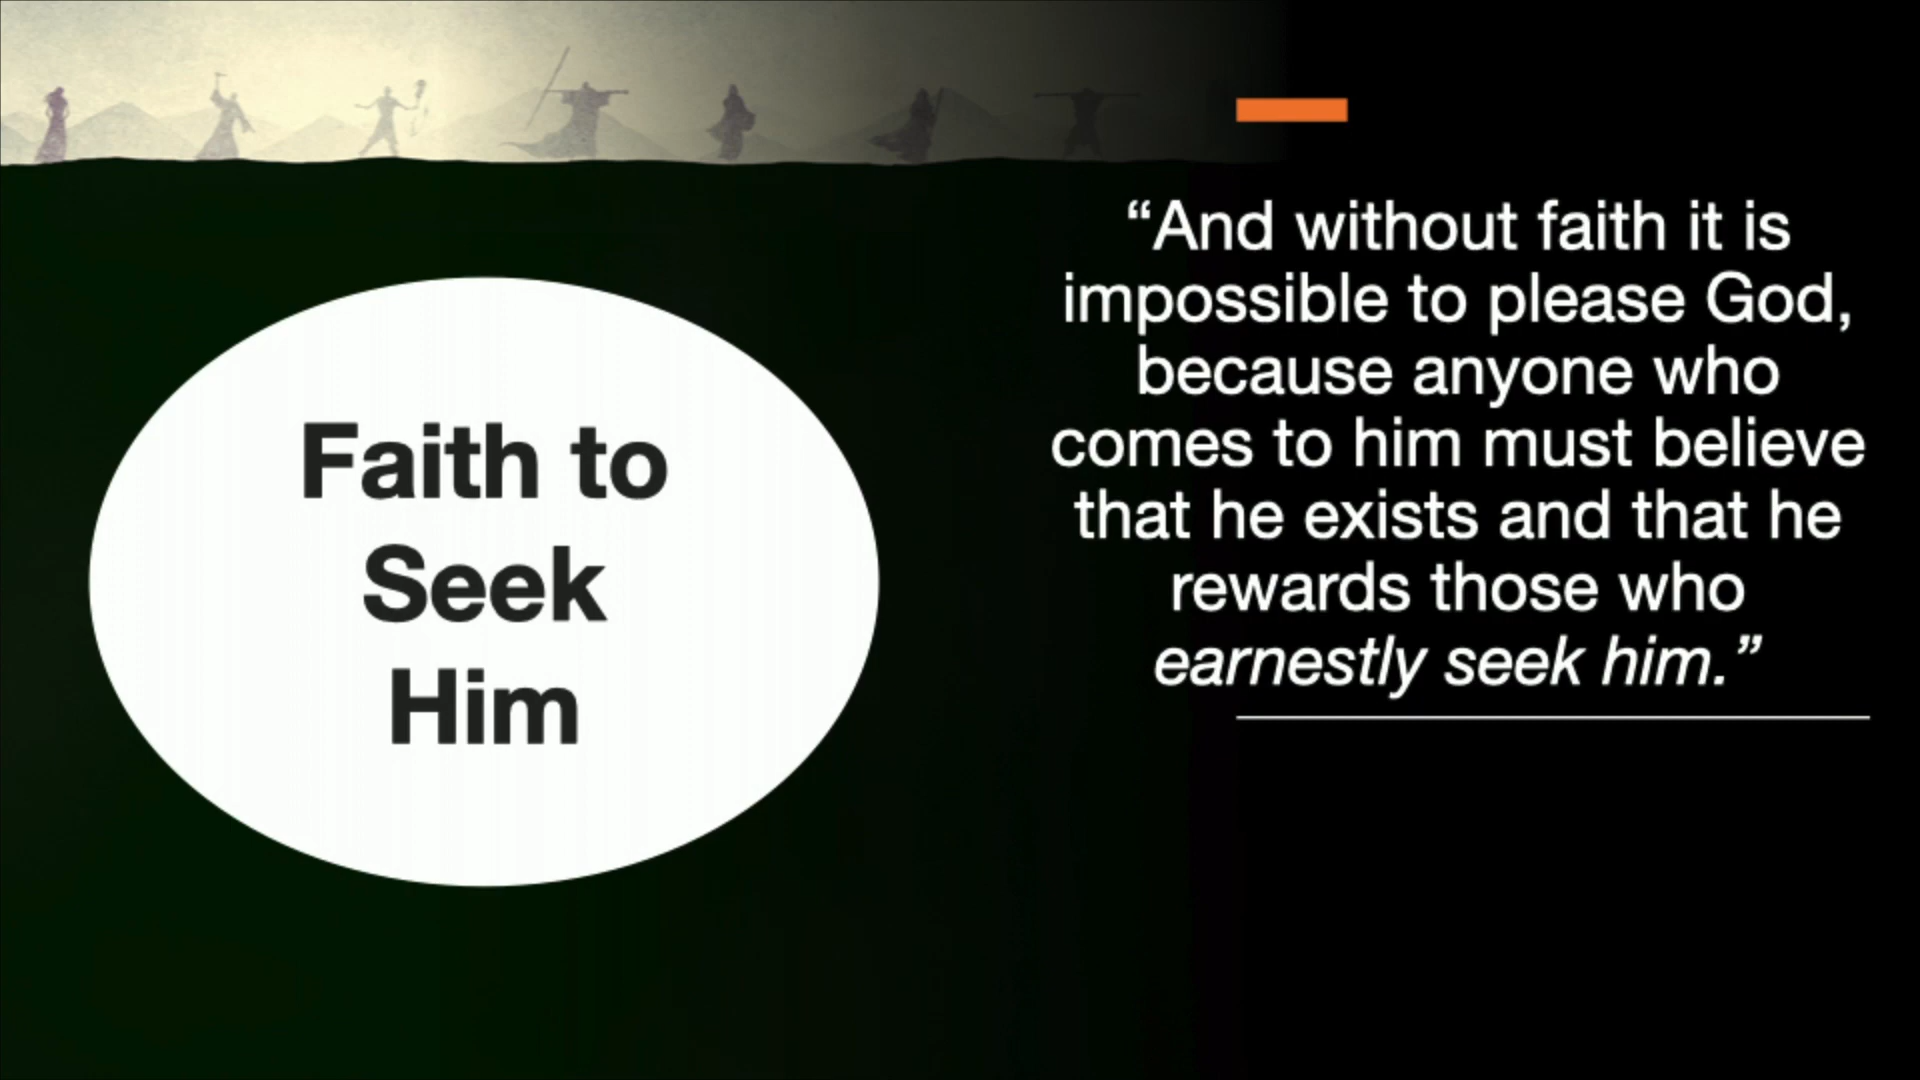 Faith to
Seek
Him
“And without faith it is
impossible to please God,
because anyone who
comes to him must believe
that he exists and that he
rewards those who
earnestly seek him.”